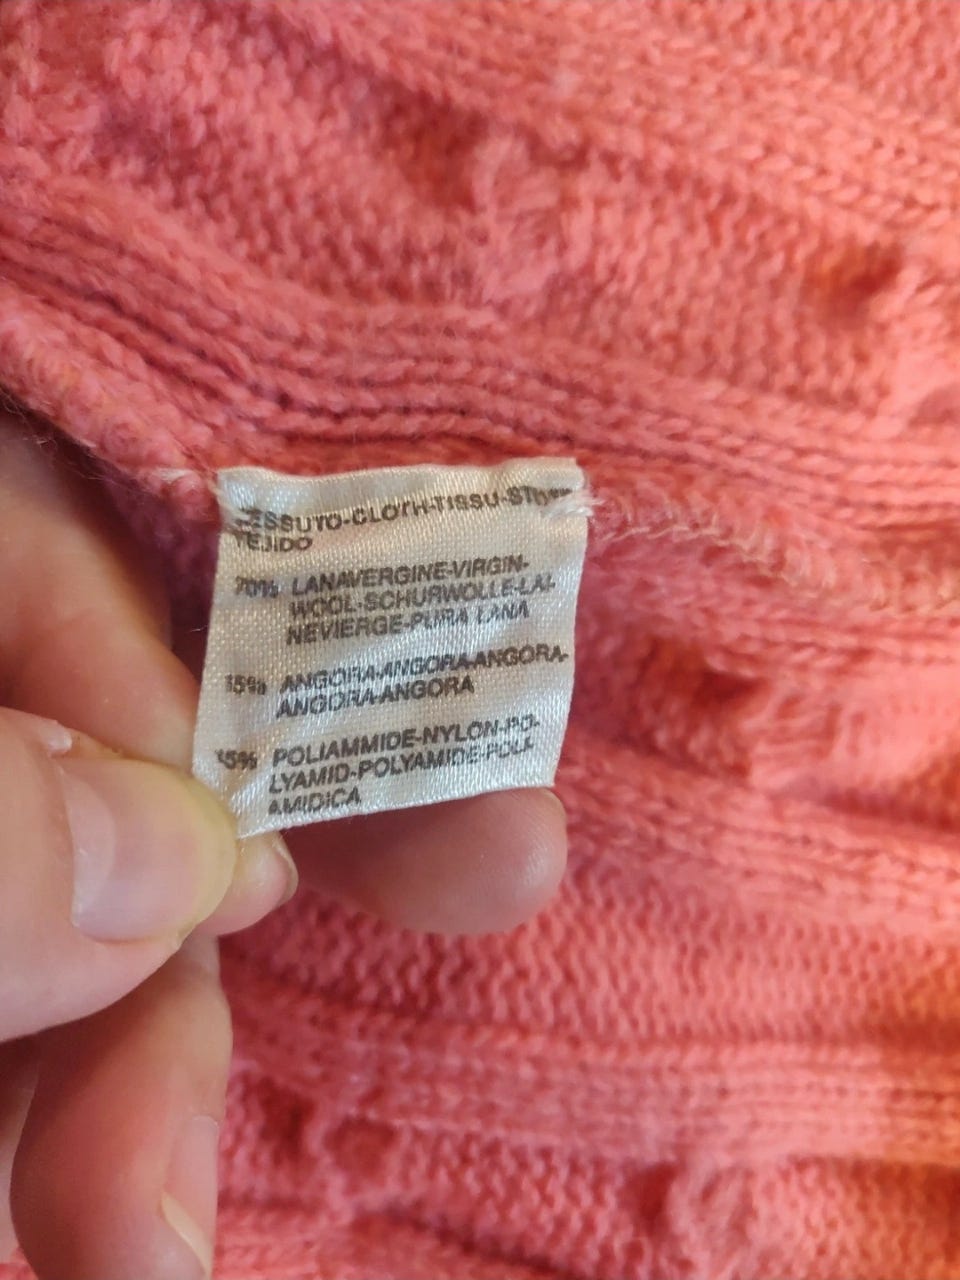 TESSUTO-CLOTH-TISSU-STOFF
TEJIDO
70% LANAVERGINE-VIRGIN-
WOOL-SCHURWOLLE-LAI-
NEVIERGE-PURA LANA
15% ANGORA-ANGORA-ANGORA-
ANGORA-ANGORA
15% POLIAMMIDE-NYLON-PO-
LYAMID-POLYAMIDE-POLI-
AMIDICA